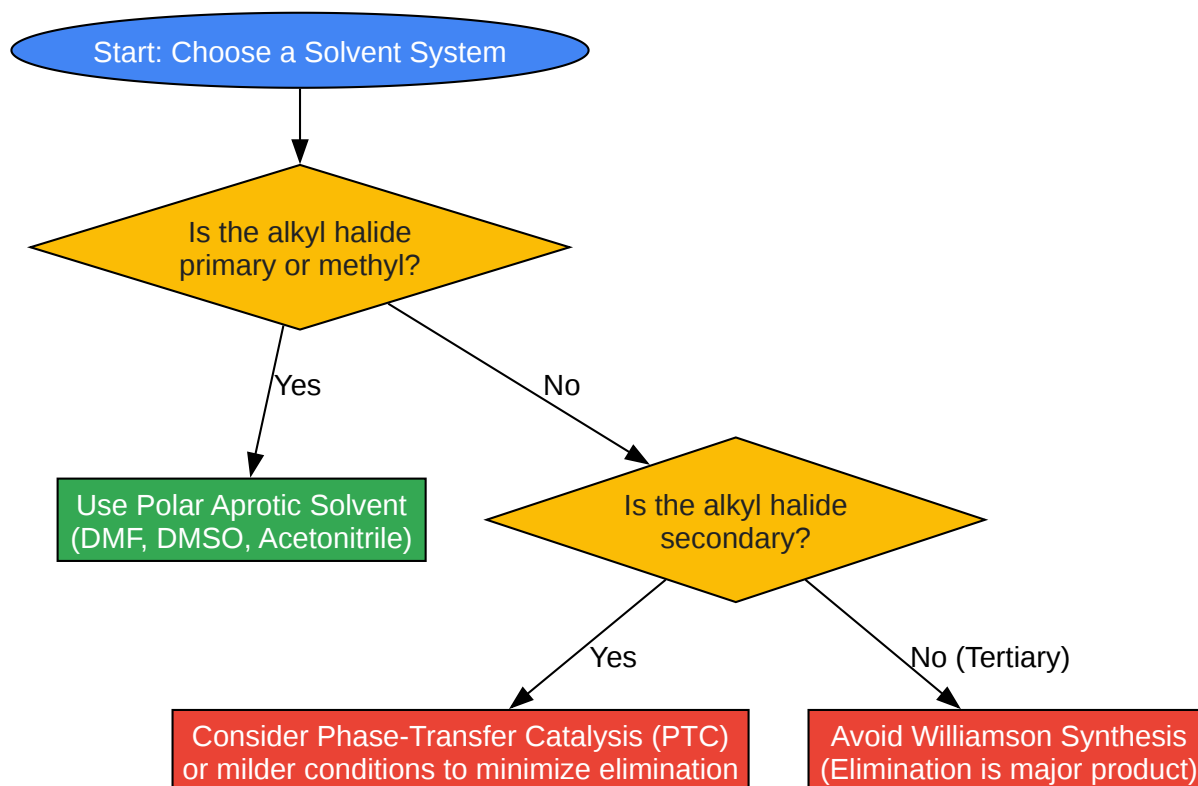 Start: Choose a Solvent System
Is the alkyl halide
primary or methyl?
Yes
No
Use Polar Aprotic Solvent
(DMF, DMSO, Acetonitrile)
Is the alkyl halide
secondary?
Yes
No (Tertiary)
Consider Phase-Transfer Catalysis (PTC)
or milder conditions to minimize elimination
Avoid Williamson Synthesis
(Elimination is major product)